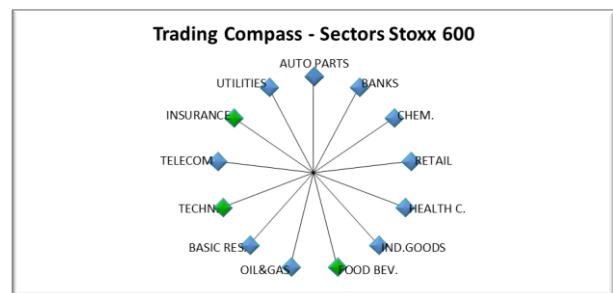 Trading Compass - Sectors Stoxx 600
AUTO PARTS
UTILITIES
BANKS
INSURANCE
CHEM.
TELECOM.
RETAIL
TECHN.
HEALTH C.
BASIC RES.
IND.GOODS
OIL&GAS
FOOD BEV.